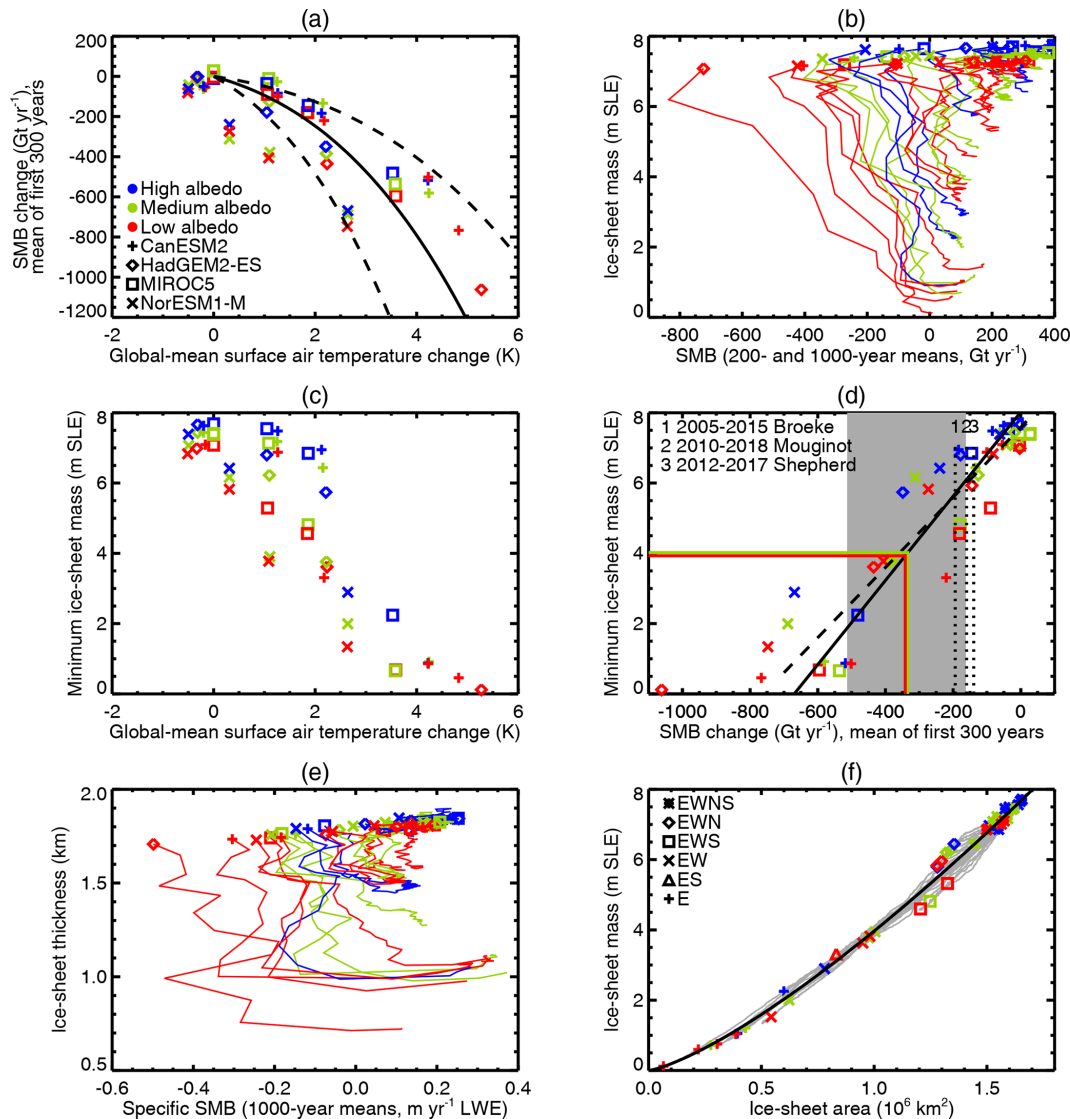 (a)
SMB change (Gt yr-1),
mean of first 300 years
200
0
-200
-400
-600
-800
-1000
-1200
High albedo
Medium albedo
Low albedo
CanESM2
HadGEM2-ES
MIROC5
NorESM1-M
-2 0 2 4 6
Global-mean surface air temperature change (K)
(b)
Ice-sheet mass (m SLE)
8
6
4
2
0
-800 -600 -400 -200 0 200 400
SMB (200- and 1000-year means, Gt yr-1)
(c)
Minimum ice-sheet mass (m SLE)
8
6
4
2
0
-2 0 2 4 6
Global-mean surface air temperature change (K)
(d)
Minimum ice-sheet mass (m SLE)
8
6
4
2
0
1 2005-2015 Broeke
2 2010-2018 Mouginot
3 2012-2017 Shepherd
1 2 3
-1000 -800 -600 -400 -200 0
SMB change (Gt yr-1), mean of first 300 years
(e)
Ice-sheet thickness (km)
2.0
1.5
1.0
0.5
-0.6 -0.4 -0.2 0.0 0.2 0.4
Specific SMB (1000-year means, m yr-1 LWE)
(f)
Ice-sheet mass (m SLE)
8
6
4
2
0
EWNS
EWN
EWS
EW
ES
E
0.0 0.5 1.0 1.5
Ice-sheet area (10^6 km2)